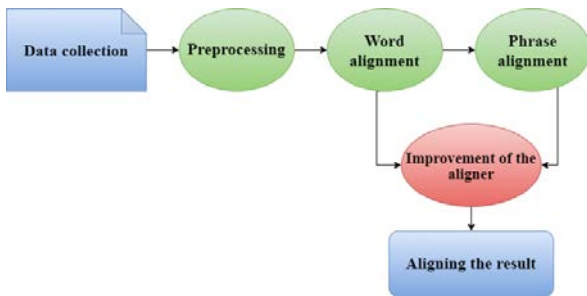 Data collection
Preprocessing
Word
alignment
Phrase
alignment
Improvement of the
aligner
Aligning the result